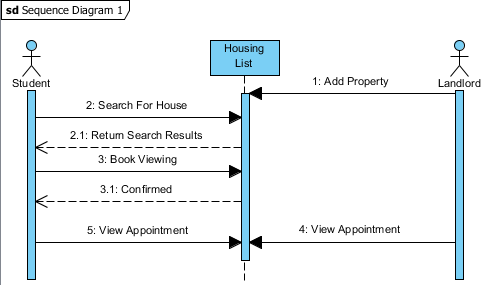 sd Sequence Diagram 1
Housing
List
Student
Landlord
1: Add Property
2: Search For House
2.1: Return Search Results
3: Book Viewing
3.1: Confirmed
5: View Appointment
4: View Appointment